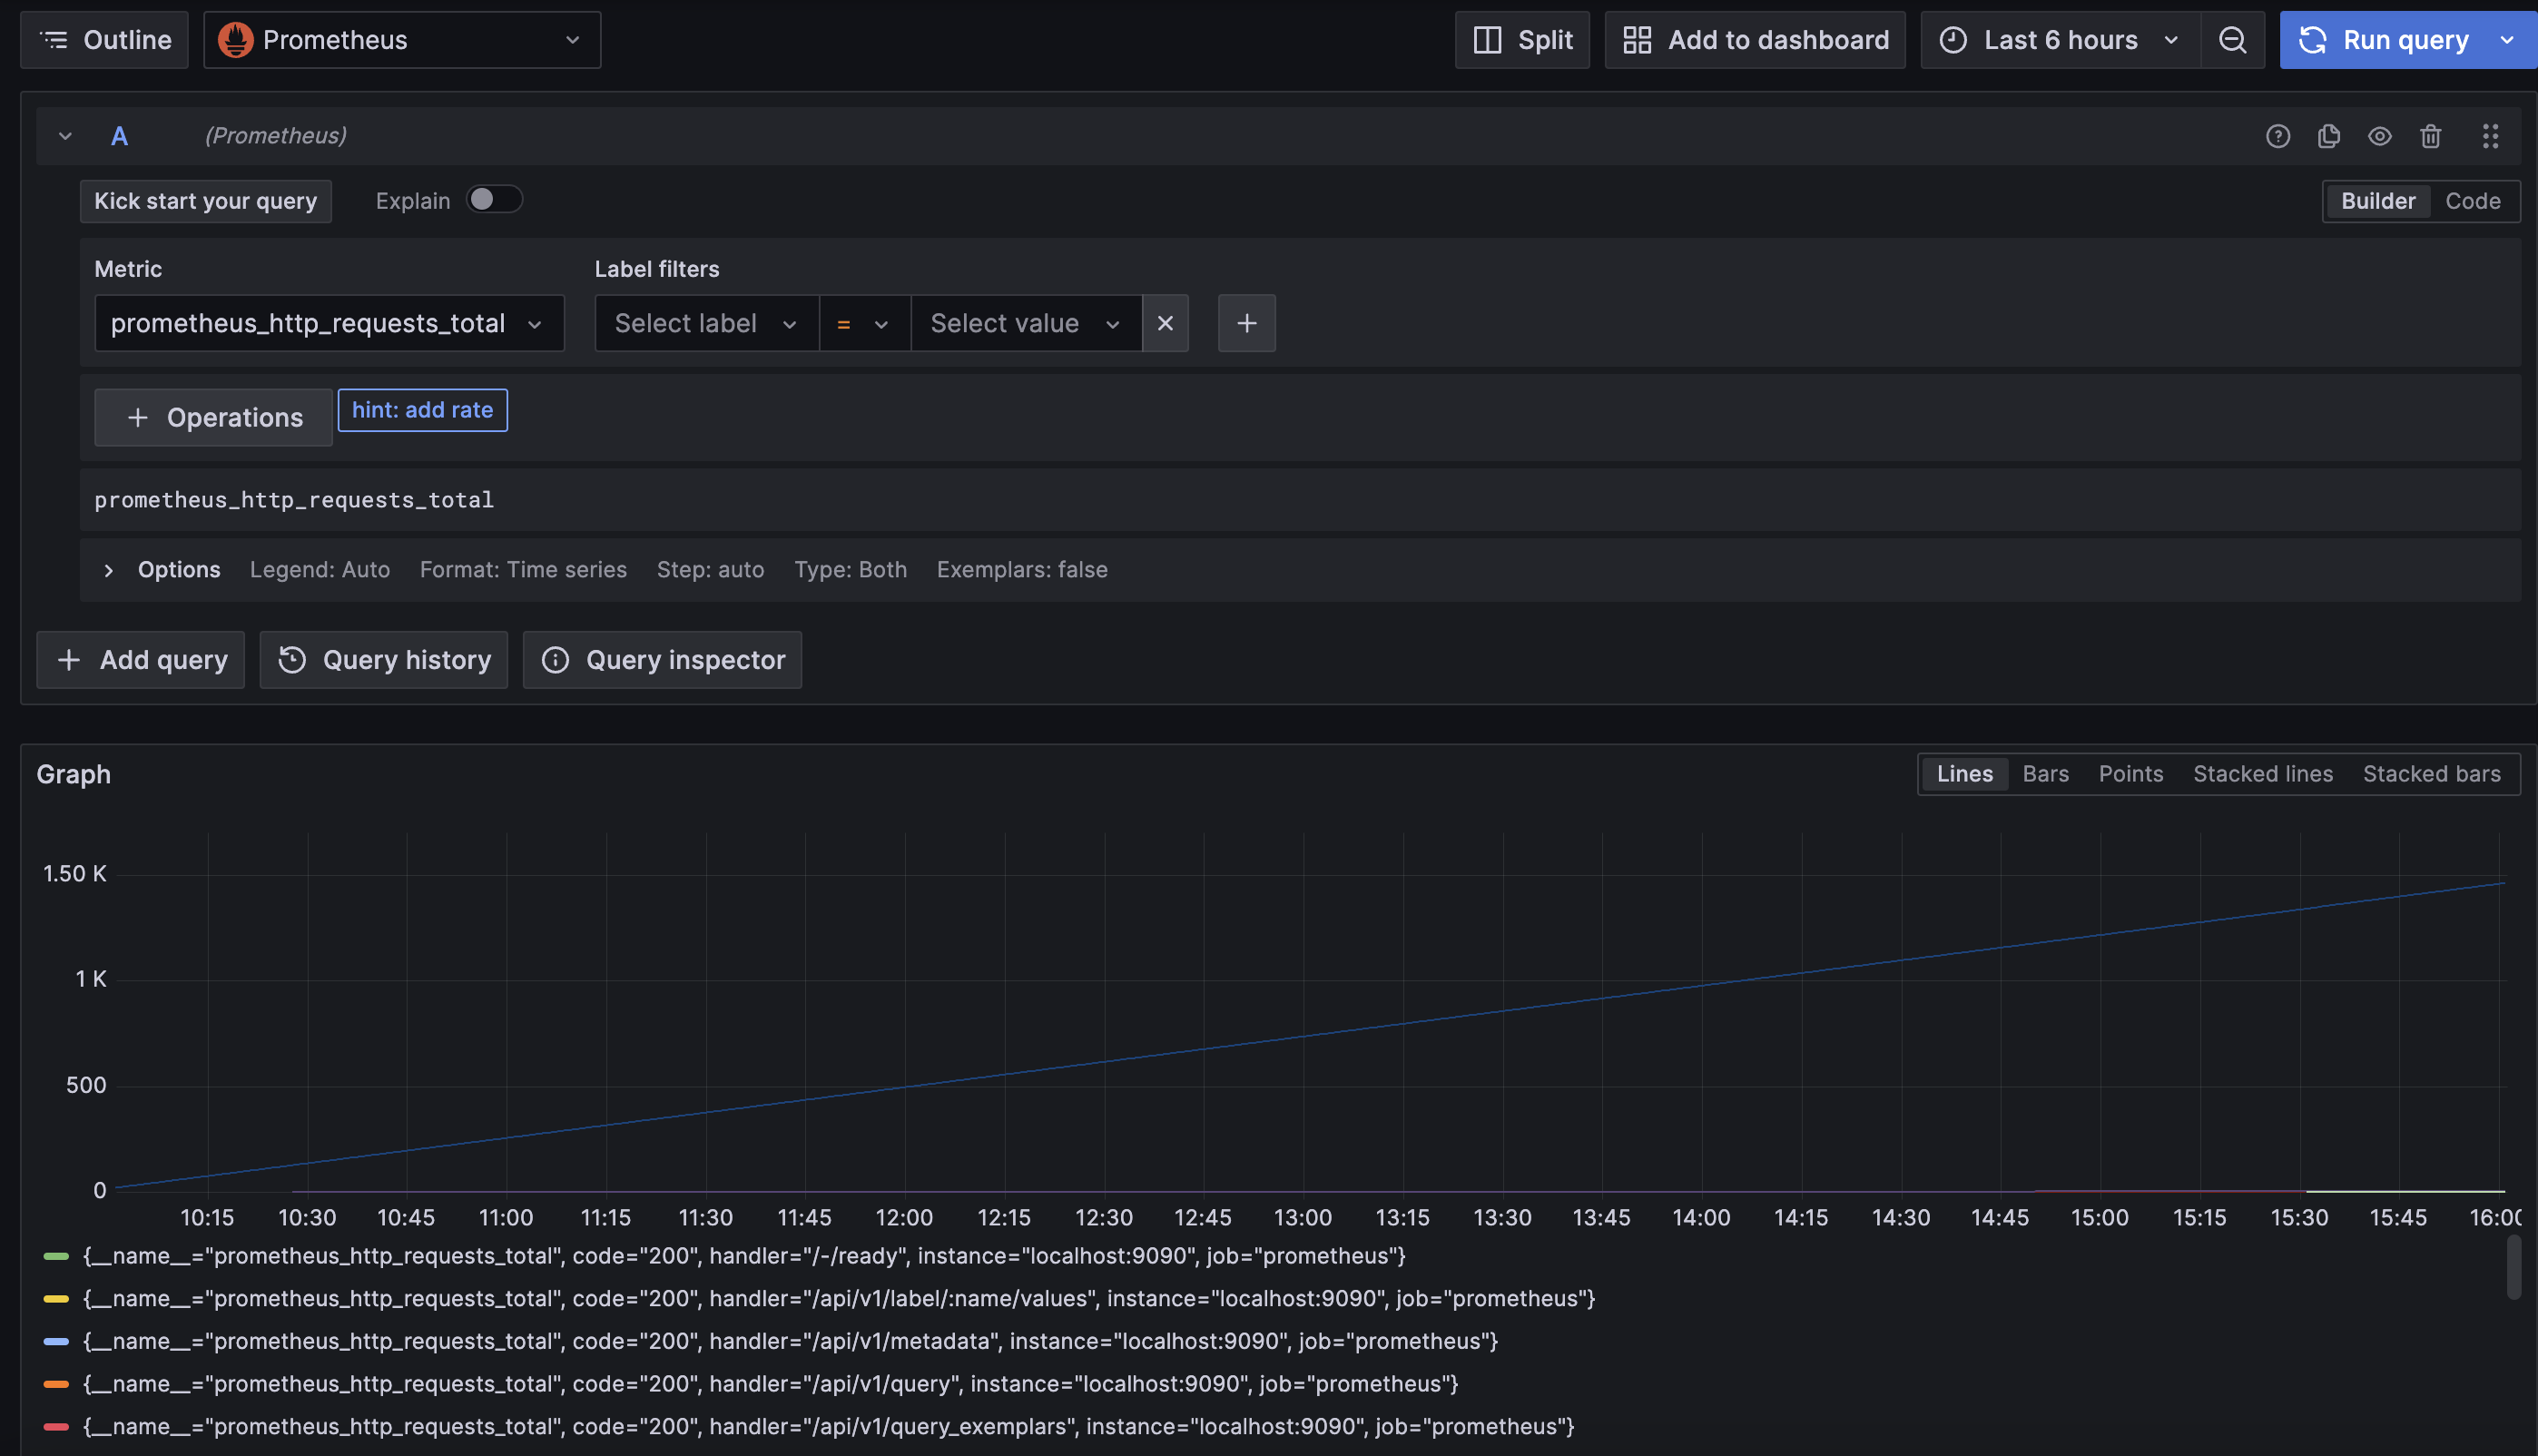 Outline Prometheus Split Add to dashboard Last 6 hours Run query
A (Prometheus)
Kick start your query Explain Builder Code
Metric Label filters
prometheus_http_requests_total Select label = Select value
+ Operations hint: add rate
prometheus_http_requests_total
Options Legend: Auto Format: Time series Step: auto Type: Both Exemplars: false
+ Add query Query history Query inspector
Graph Lines Bars Points Stacked lines Stacked bars
1.50 K
1 K
500
0
10:15 10:30 10:45 11:00 11:15 11:30 11:45 12:00 12:15 12:30 12:45 13:00 13:15 13:30 13:45 14:00 14:15 14:30 14:45 15:00 15:15 15:30 15:45 16:00
{__name__="prometheus_http_requests_total", code="200", handler="/-/ready", instance="localhost:9090", job="prometheus"}
{__name__="prometheus_http_requests_total", code="200", handler="/api/v1/label/:name/values", instance="localhost:9090", job="prometheus"}
{__name__="prometheus_http_requests_total", code="200", handler="/api/v1/metadata", instance="localhost:9090", job="prometheus"}
{__name__="prometheus_http_requests_total", code="200", handler="/api/v1/query", instance="localhost:9090", job="prometheus"}
{__name__="prometheus_http_requests_total", code="200", handler="/api/v1/query_exemplars", instance="localhost:9090", job="prometheus"}